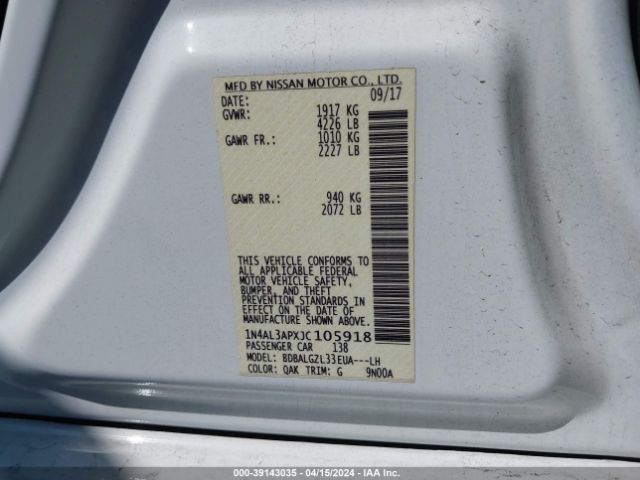 MFD BY NISSAN MOTOR CO., LTD.
DATE: 09/17
GVWR: 1917 KG
4226 LB
GAWR FR.: 1010 KG
2227 LB
GAWR RR.: 940 KG
2072 LB
THIS VEHICLE CONFORMS TO
ALL APPLICABLE FEDERAL
MOTOR VEHICLE SAFETY,
BUMPER, AND THEFT
PREVENTION STANDARDS IN
EFFECT ON THE DATE OF
MANUFACTURE SHOWN ABOVE.
1N4AL3APXJC105918
PASSENGER CAR 138
MODEL: BDBALGZL33EUA---LH
COLOR: QAK TRIM: G 9N00A
000-39143035 - 04/15/2024 - IAA Inc.